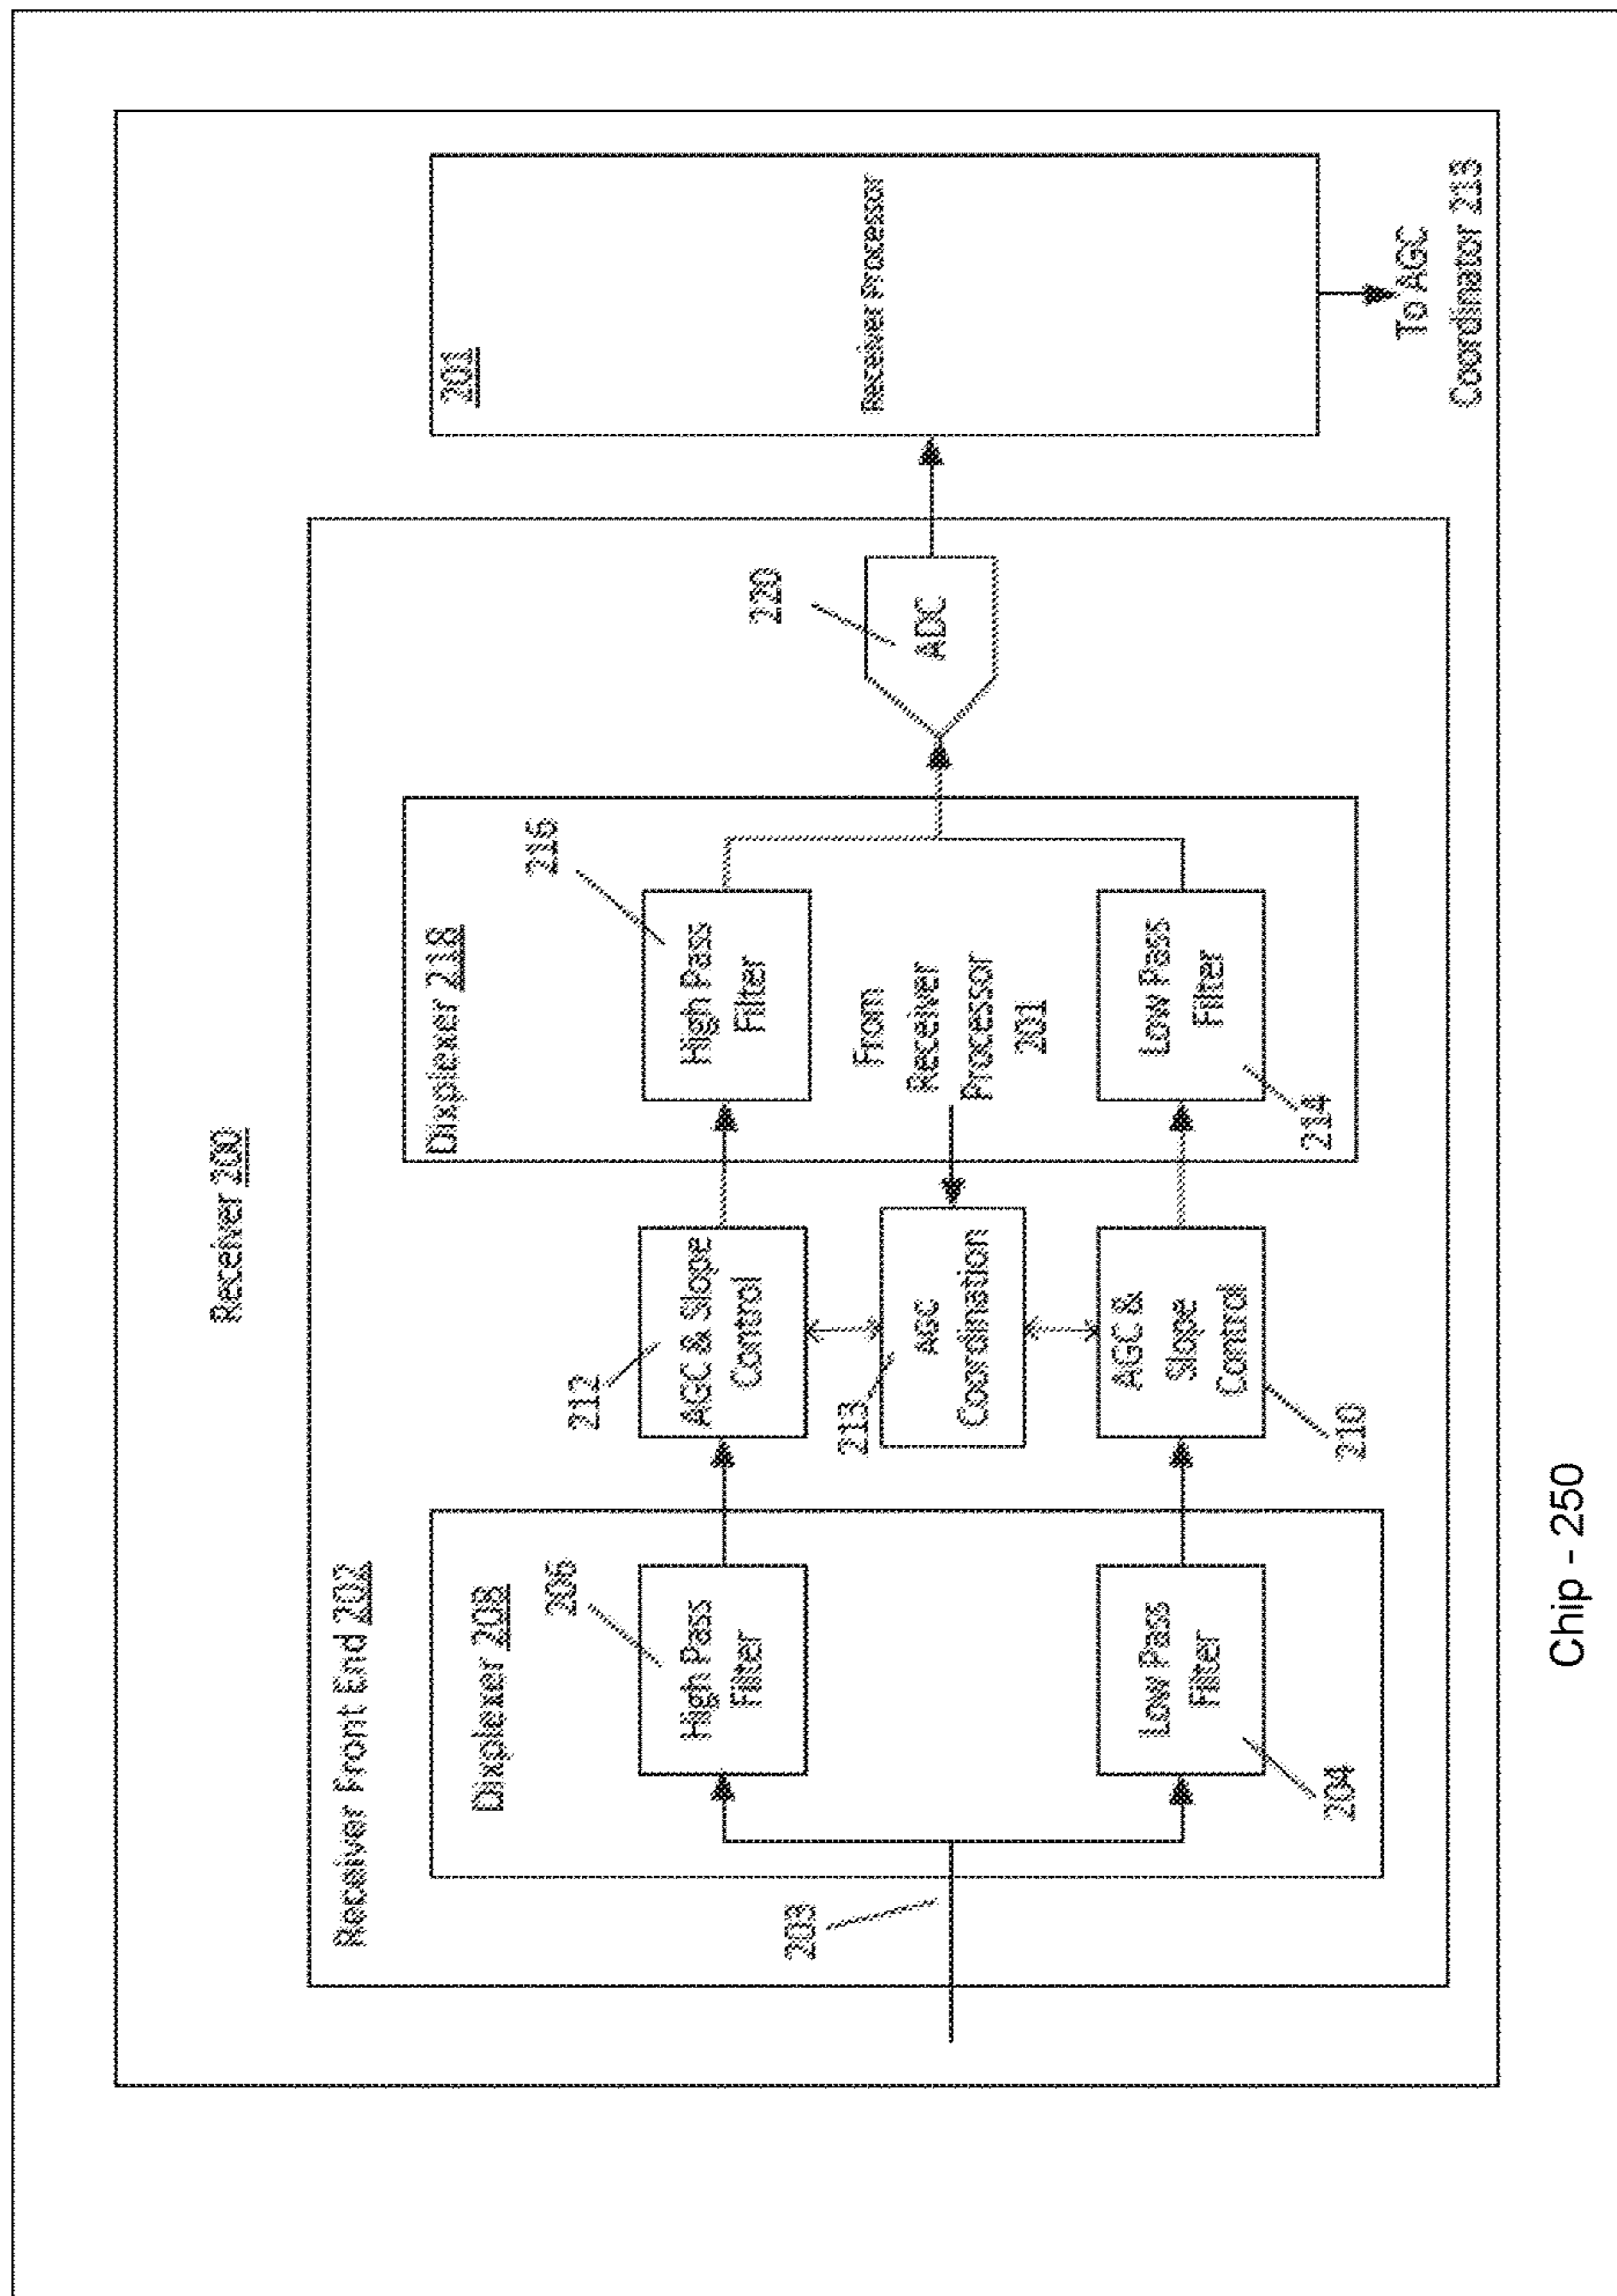 Receiver 200
Receiver Front End 202
Dixplexer 208
206
High Pass
Filter
203
Low Pass
Filter
204
212
AGC & Slope
Control
213
AGC
Coordination
AGC &
Slope
Control
210
Dixplexer 218
216
High Pass
Filter
From
Receiver
Processor
201
Low Pass
Filter
214
220
ADC
201
Receiver Processor
To AGC
Coordinator 213
Chip - 250